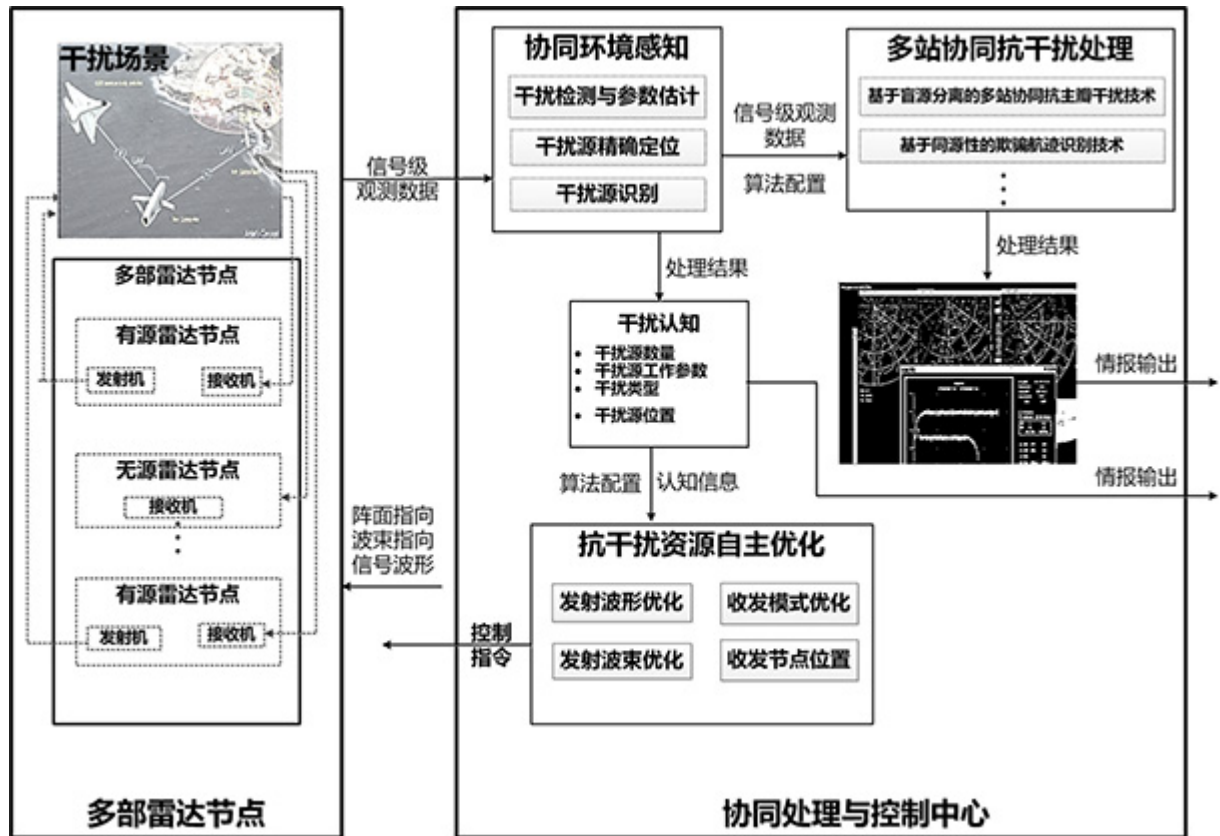 干扰场景
多部雷达节点
有源雷达节点
发射机
接收机
无源雷达节点
接收机
有源雷达节点
发射机
接收机
多部雷达节点
信号级
观测数据
阵面指向
波束指向
信号波形
控制
指令
协同环境感知
干扰检测与参数估计
干扰源精确定位
干扰源识别
信号级观测
数据
算法配置
多站协同抗干扰处理
基于盲源分离的多站协同抗主瓣干扰技术
基于同源性的欺骗航迹识别技术
处理结果
处理结果
干扰认知
• 干扰源数量
• 干扰源工作参数
• 干扰类型
• 干扰源位置
情报输出
情报输出
算法配置
认知信息
抗干扰资源自主优化
发射波形优化
收发模式优化
发射波束优化
收发节点位置
协同处理与控制中心